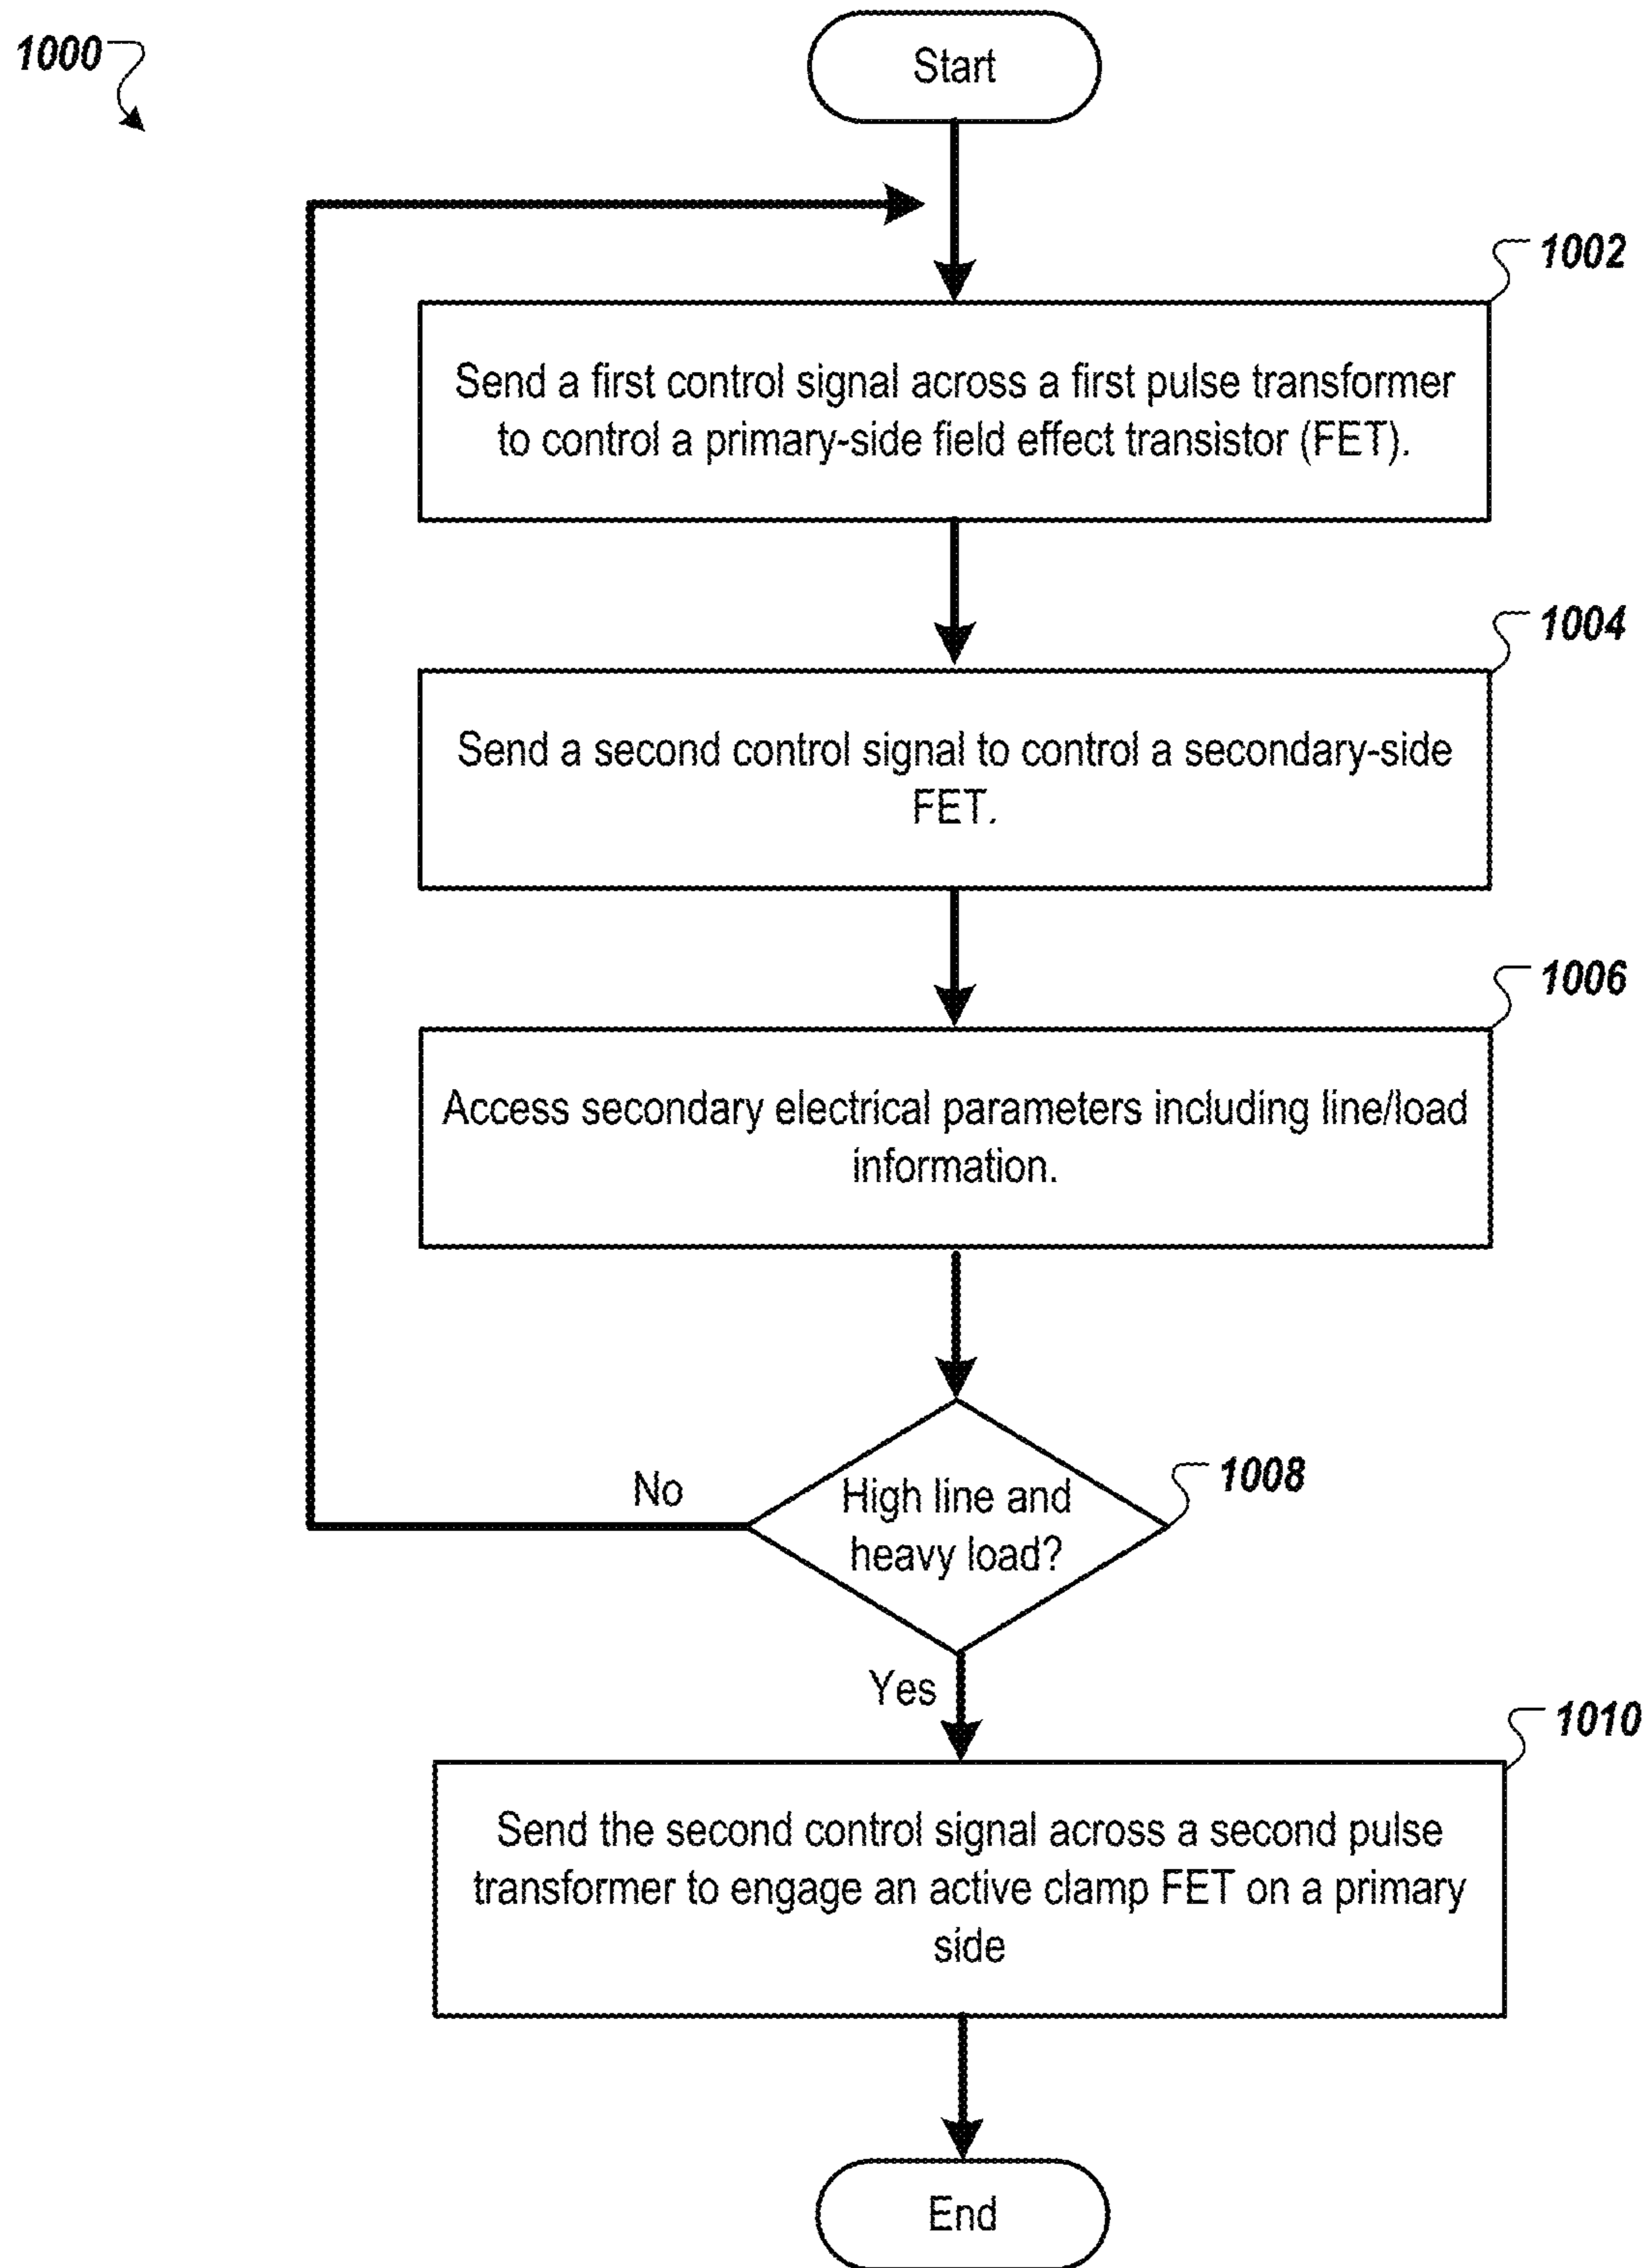 1000
Start
1002
Send a first control signal across a first pulse transformer
to control a primary-side field effect transistor (FET).
1004
Send a second control signal to control a secondary-side
FET.
1006
Access secondary electrical parameters including line/load
information.
1008
No
High line and
heavy load?
Yes
1010
Send the second control signal across a second pulse
transformer to engage an active clamp FET on a primary
side
End